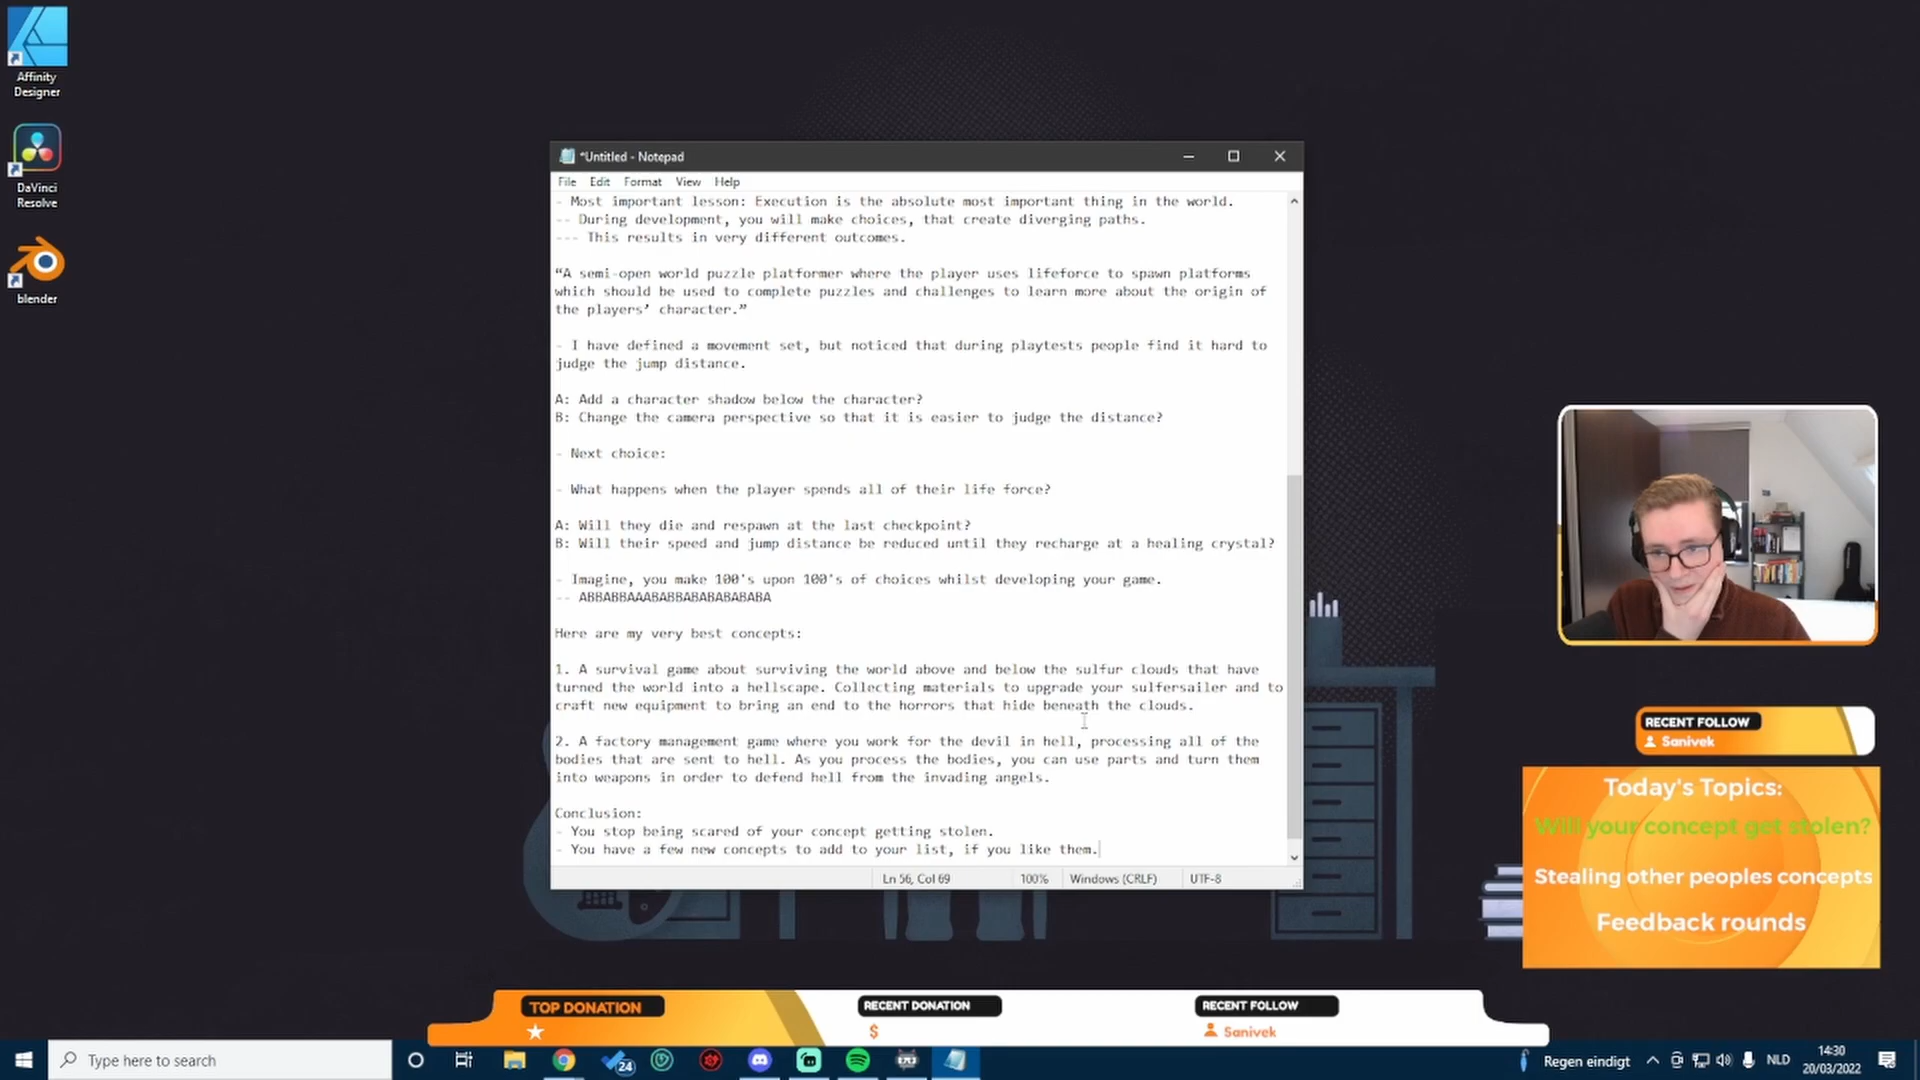 Affinity
Designer
DaVinci
Resolve
blender
*Untitled - Notepad
File Edit Format View Help
- Most important lesson: Execution is the absolute most important thing in the world.
-- During development, you will make choices, that create diverging paths.
--- This results in very different outcomes.
“A semi-open world puzzle platformer where the player uses lifeforce to spawn platforms
which should be used to complete puzzles and challenges to learn more about the origin of
the players’ character.”
- I have defined a movement set, but noticed that during playtests people find it hard to
judge the jump distance.
A: Add a character shadow below the character?
B: Change the camera perspective so that it is easier to judge the distance?
- Next choice:
- What happens when the player spends all of their life force?
A: Will they die and respawn at the last checkpoint?
B: Will their speed and jump distance be reduced until they recharge at a healing crystal?
- Imagine, you make 100's upon 100's of choices whilst developing your game.
-- ABBABBAAABABBABABABABABA
Here are my very best concepts:
1. A survival game about surviving the world above and below the sulfur clouds that have
turned the world into a hellscape. Collecting materials to upgrade your sulfersailer and to
craft new equipment to bring an end to the horrors that hide beneath the clouds.
2. A factory management game where you work for the devil in hell, processing all of the
bodies that are sent to hell. As you process the bodies, you can use parts and turn them
into weapons in order to defend hell from the invading angels.
Conclusion:
- You stop being scared of your concept getting stolen.
- You have a few new concepts to add to your list, if you like them.
Ln 56, Col 69 100% Windows (CRLF) UTF-8
RECENT FOLLOW
Sanivek
Today's Topics:
Will your concept get stolen?
Stealing other peoples concepts
Feedback rounds
TOP DONATION
RECENT DONATION
$
RECENT FOLLOW
Sanivek
Type here to search
24
Regen eindigt
NLD
14:30
20/03/2022